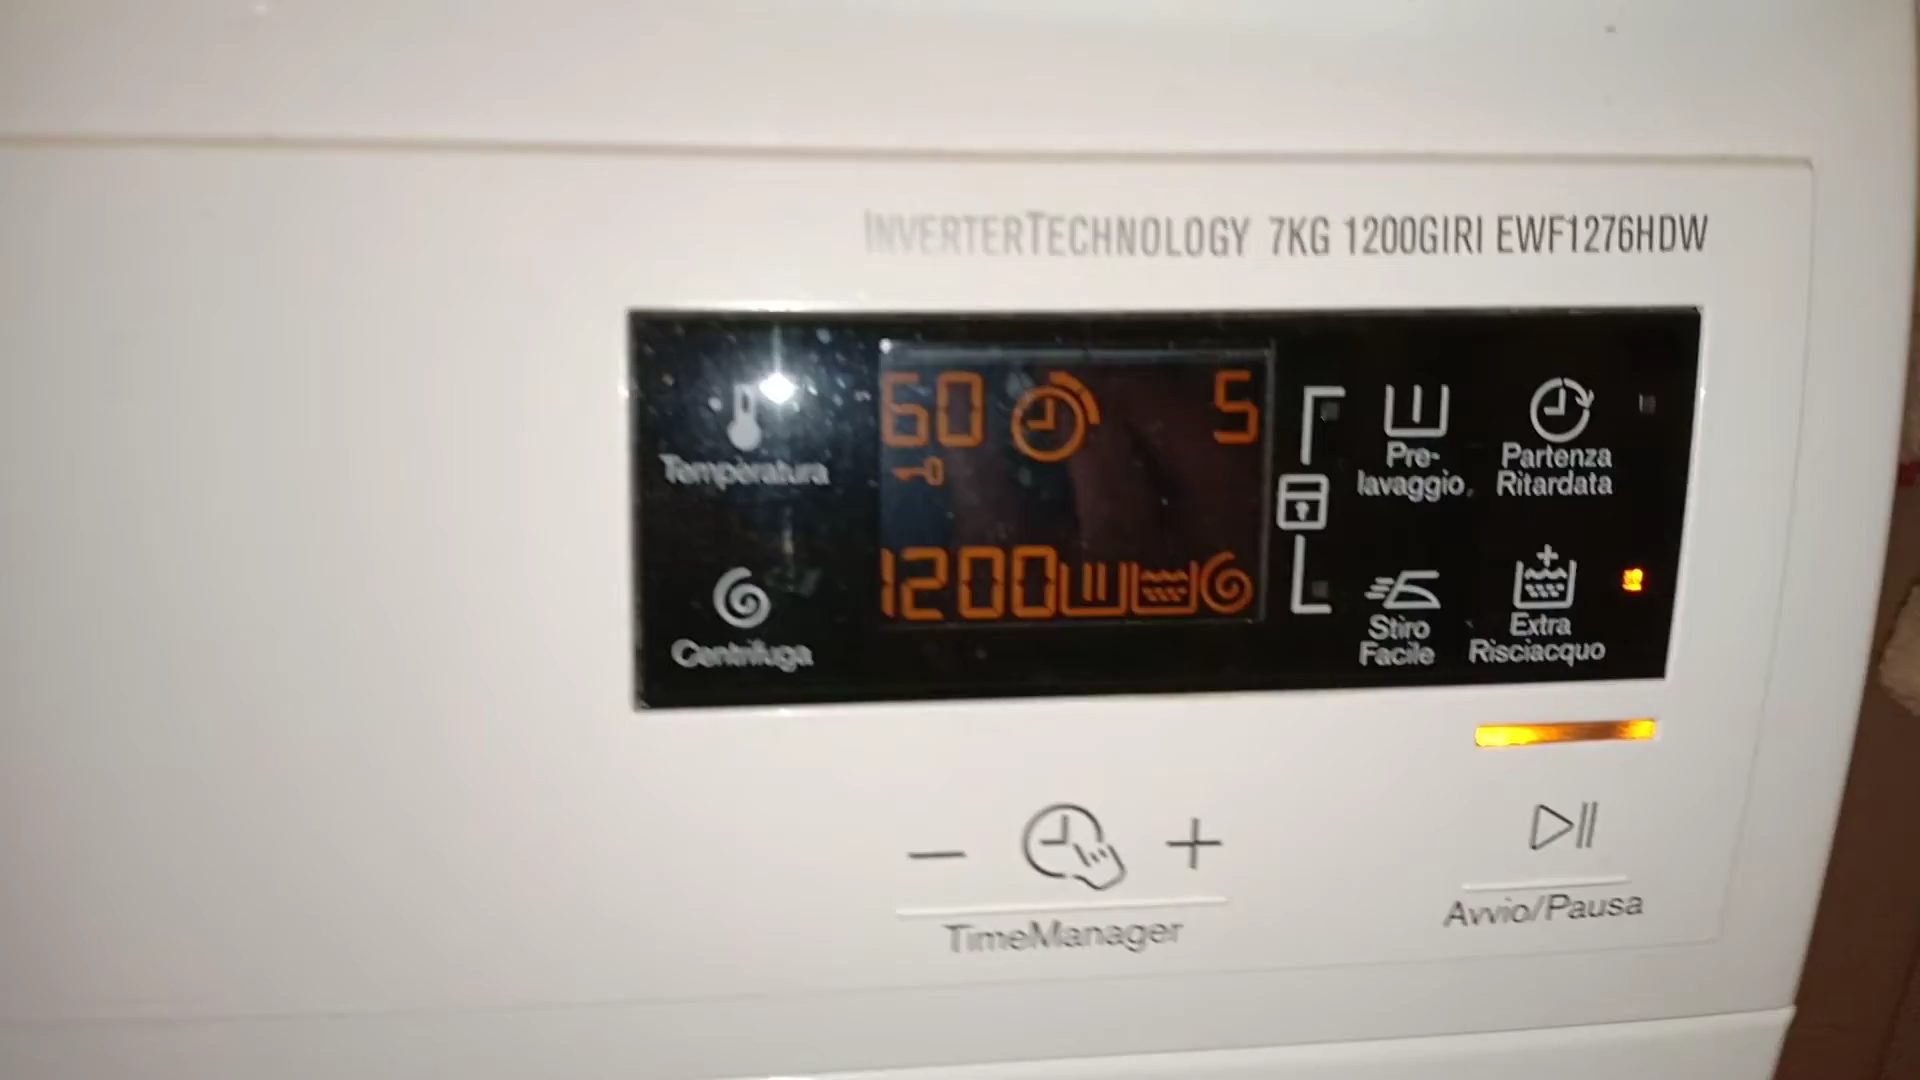 INVERTERTECHNOLOGY 7KG 1200GIRI EWF1276HDW
60 5
Temperatura
Pre-
lavaggio
Partenza
Ritardata
1200
Centrifuga
Stiro
Facile
Extra
Risciacquo
TimeManager
Avvio/Pausa